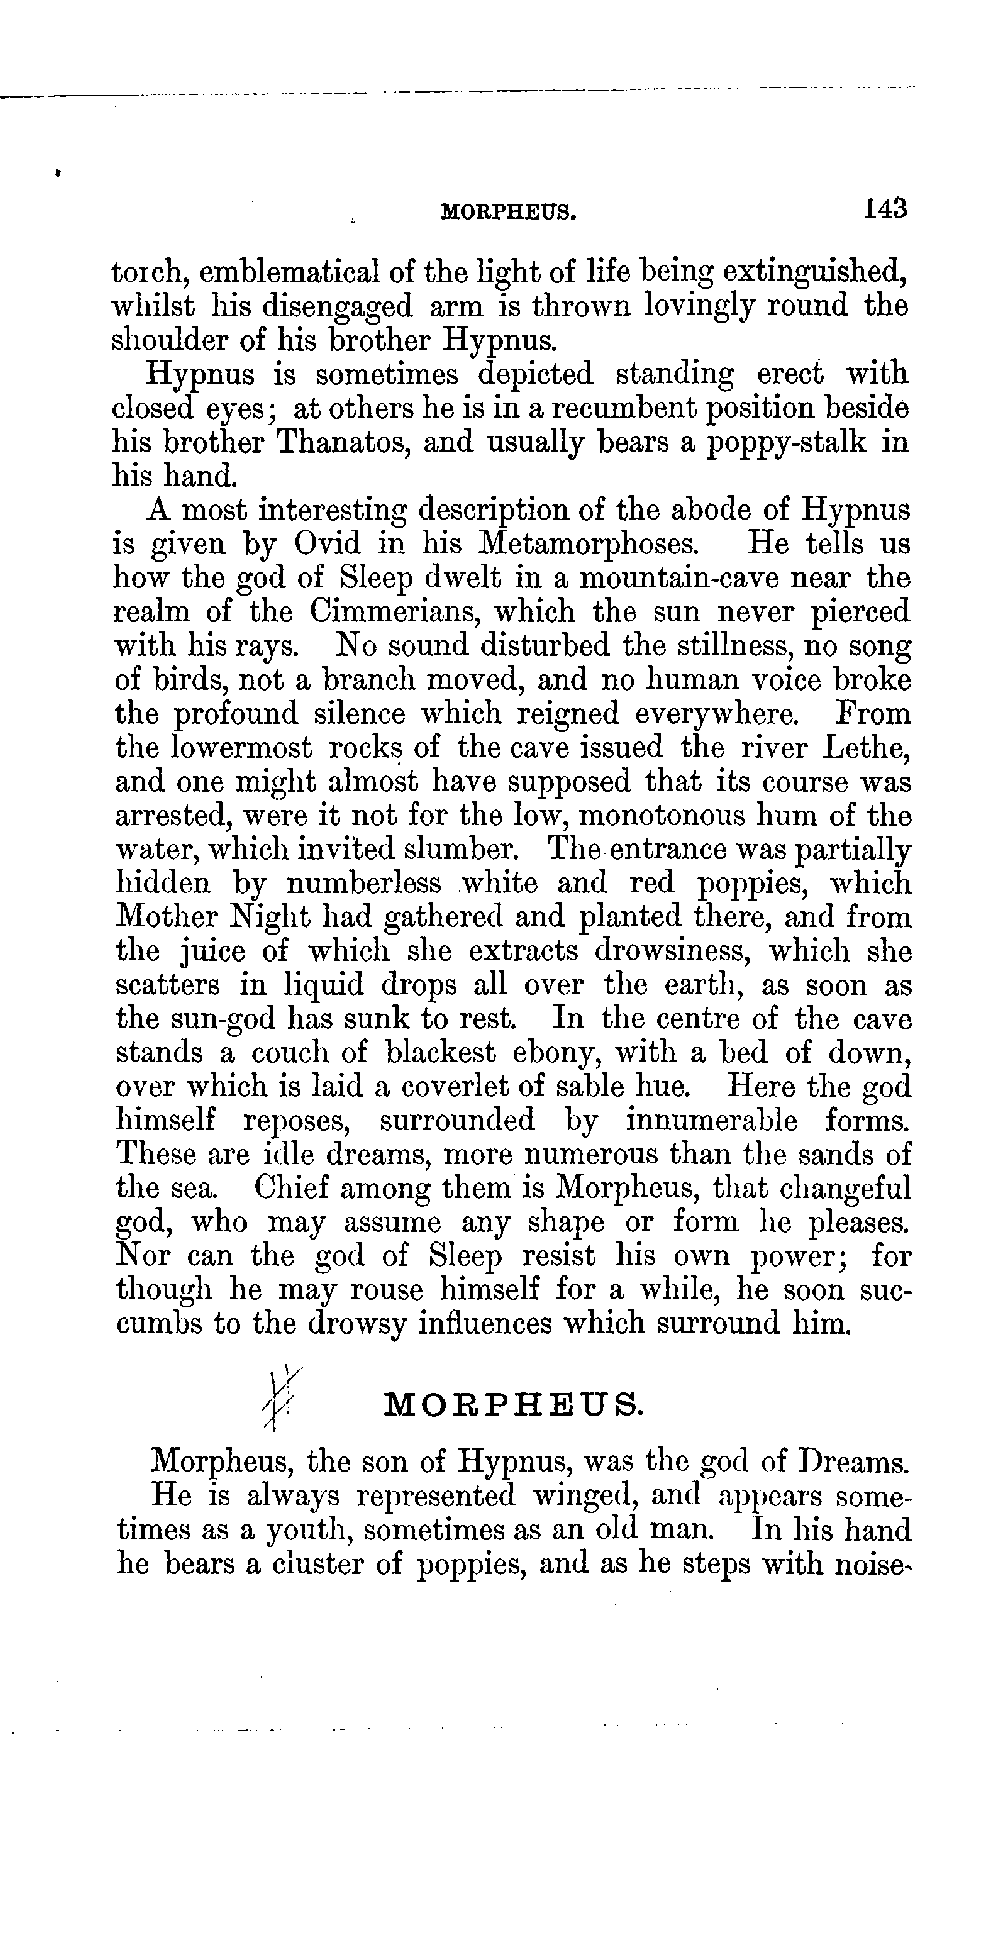 MORPHEUS. 143
torch, emblematical of the light of life being extinguished,
whilst his disengaged arm is thrown lovingly round the
shoulder of his brother Hypnus.
Hypnus is sometimes depicted standing erect with
closed eyes; at others he is in a recumbent position beside
his brother Thanatos, and usually bears a poppy-stalk in
his hand.
A most interesting description of the abode of Hypnus
is given by Ovid in his Metamorphoses. He tells us
how the god of Sleep dwelt in a mountain-cave near the
realm of the Cimmerians, which the sun never pierced
with his rays. No sound disturbed the stillness, no song
of birds, not a branch moved, and no human voice broke
the profound silence which reigned everywhere. From
the lowermost rocks of the cave issued the river Lethe,
and one might almost have supposed that its course was
arrested, were it not for the low, monotonous hum of the
water, which invited slumber. The entrance was partially
hidden by numberless white and red poppies, which
Mother Night had gathered and planted there, and from
the juice of which she extracts drowsiness, which she
scatters in liquid drops all over the earth, as soon as
the sun-god has sunk to rest. In the centre of the cave
stands a couch of blackest ebony, with a bed of down,
over which is laid a coverlet of sable hue. Here the god
himself reposes, surrounded by innumerable forms.
These are idle dreams, more numerous than the sands of
the sea. Chief among them is Morpheus, that changeful
god, who may assume any shape or form he pleases.
Nor can the god of Sleep resist his own power; for
though he may rouse himself for a while, he soon suc-
cumbs to the drowsy influences which surround him.
MORPHEUS.
Morpheus, the son of Hypnus, was the god of Dreams.
He is always represented winged, and appears some-
times as a youth, sometimes as an old man. In his hand
he bears a cluster of poppies, and as he steps with noise-